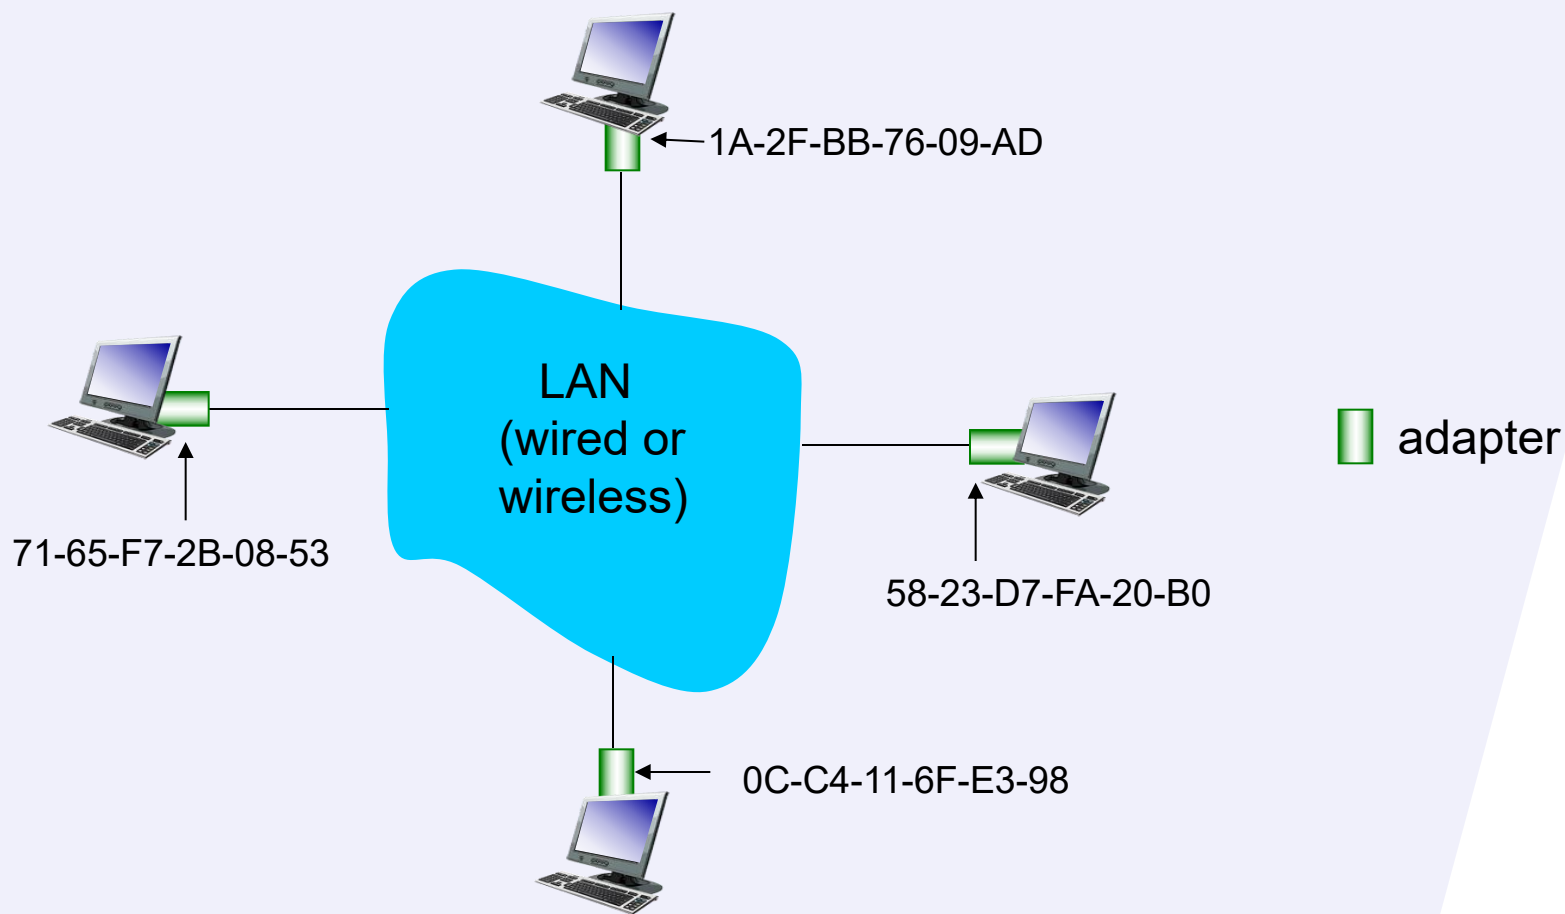 1A-2F-BB-76-09-AD
LAN
(wired or
wireless)
adapter
71-65-F7-2B-08-53
58-23-D7-FA-20-B0
0C-C4-11-6F-E3-98